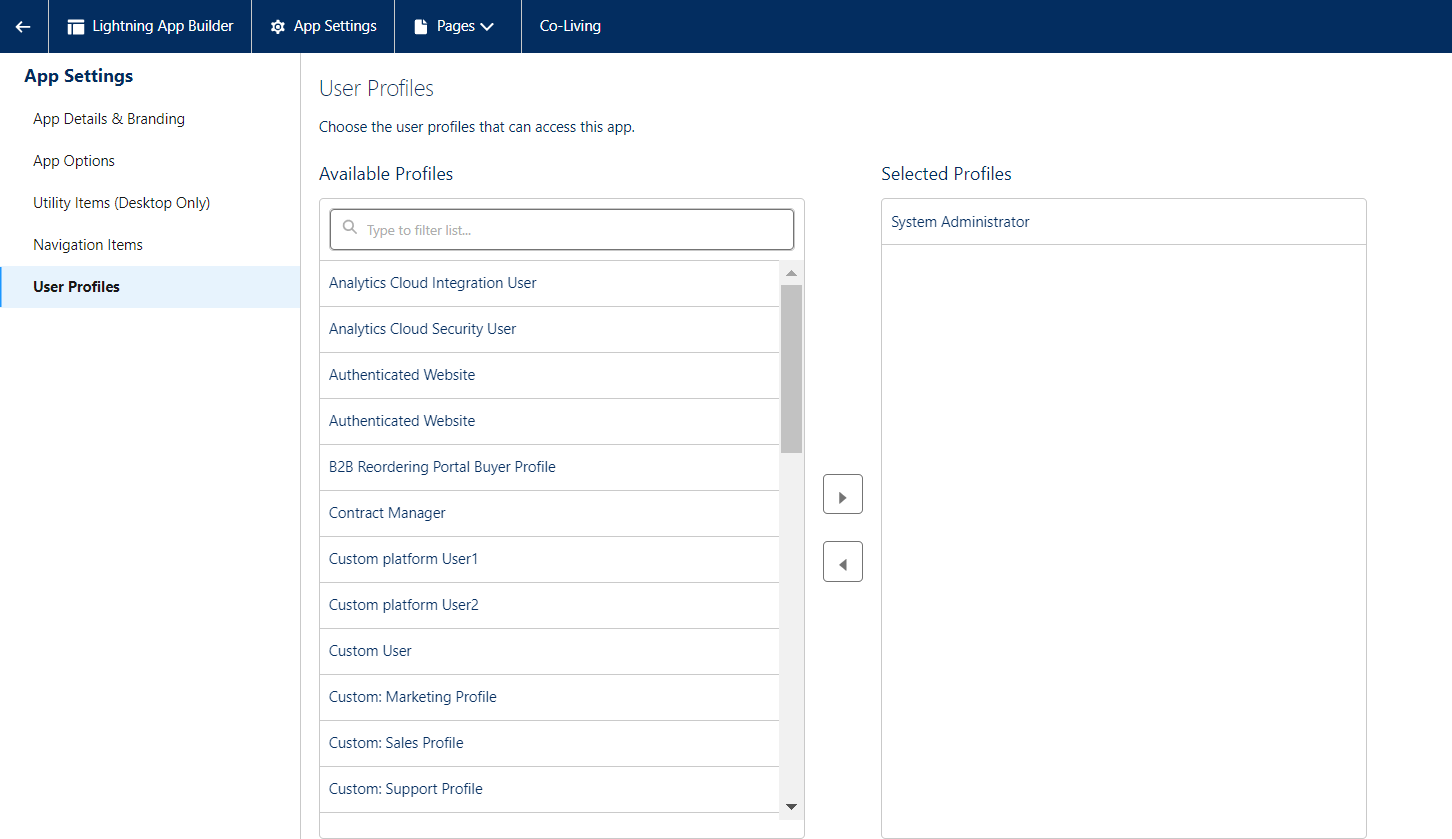 Lightning App Builder
App Settings
Pages
Co-Living
App Settings
App Details & Branding
App Options
Utility Items (Desktop Only)
Navigation Items
User Profiles
User Profiles
Choose the user profiles that can access this app.
Available Profiles
Type to filter list...
Analytics Cloud Integration User
Analytics Cloud Security User
Authenticated Website
Authenticated Website
B2B Reordering Portal Buyer Profile
Contract Manager
Custom platform User1
Custom platform User2
Custom User
Custom: Marketing Profile
Custom: Sales Profile
Custom: Support Profile
Selected Profiles
System Administrator